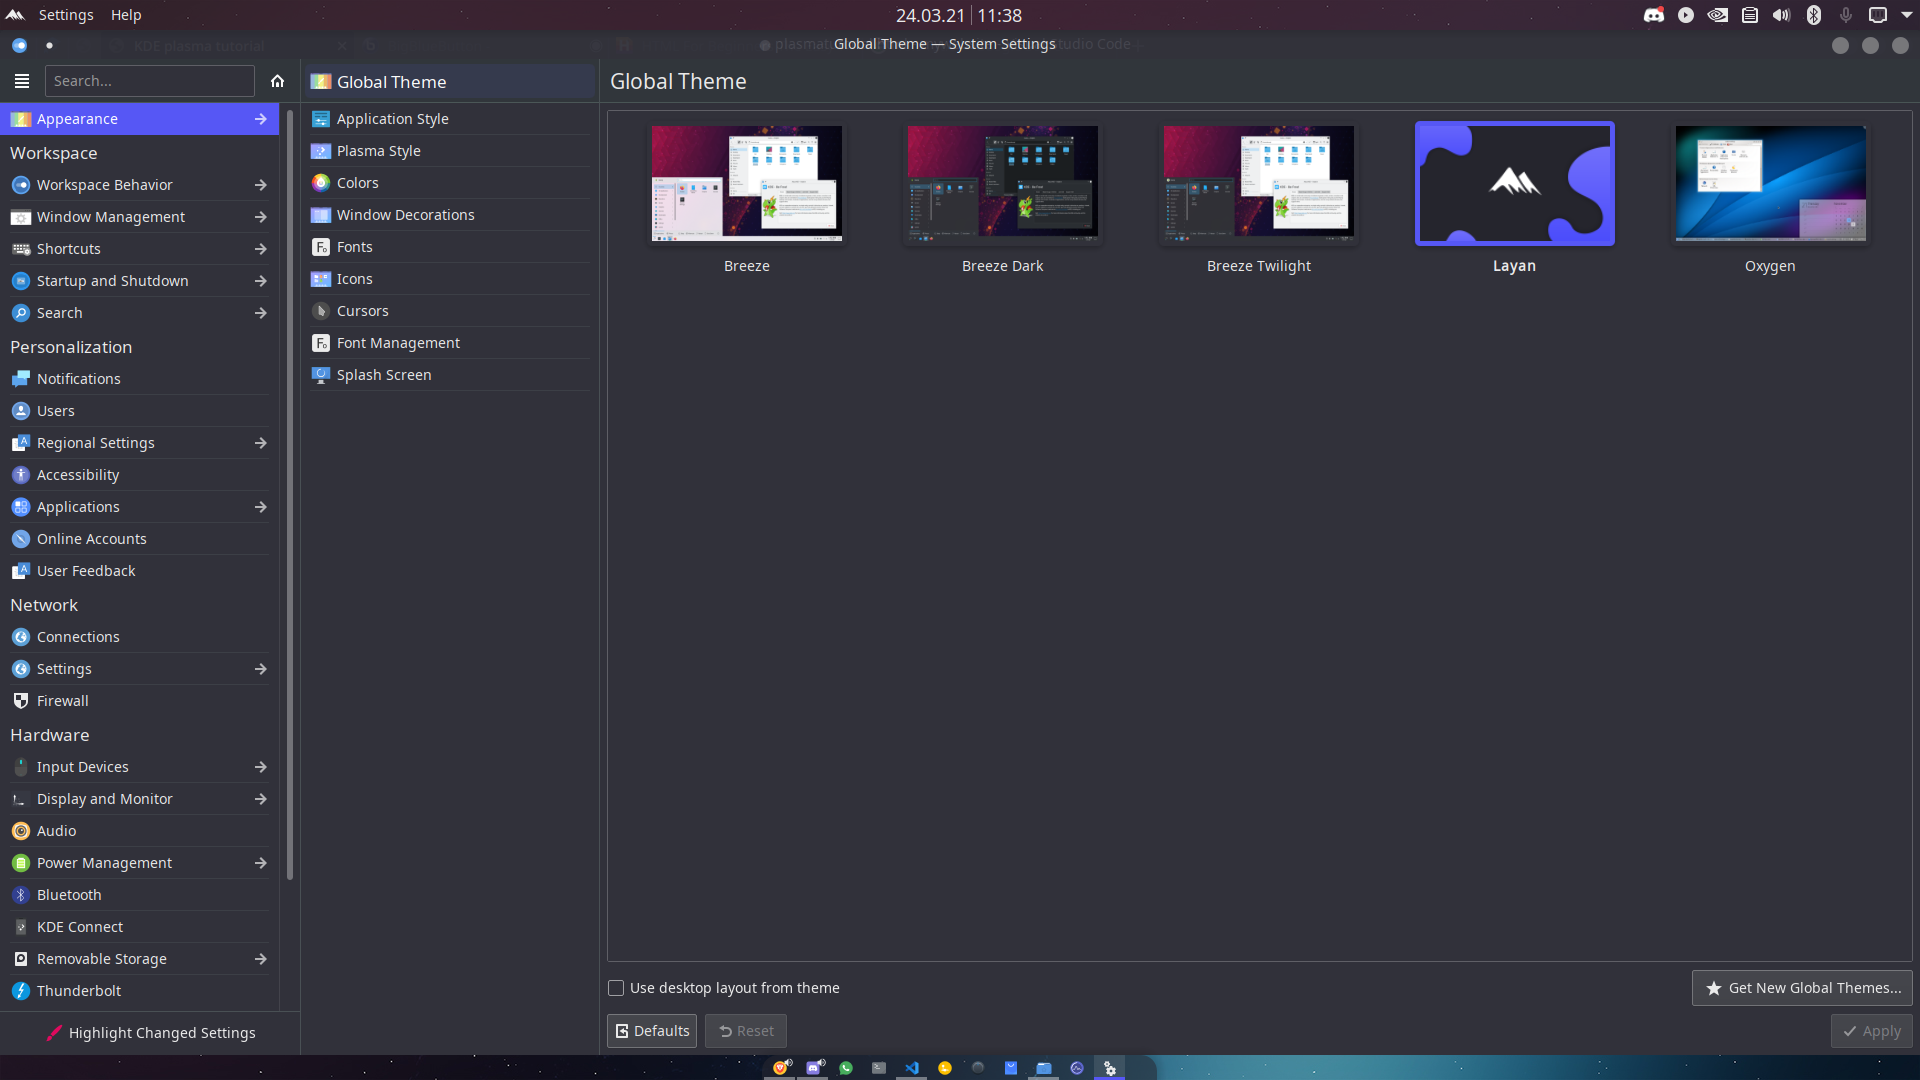 Settings Help
24.03.21 11:38
KDE plasma tutorial
Global Theme — System Settings
Search...
Global Theme
Global Theme
Appearance
Workspace
Workspace Behavior
Window Management
Shortcuts
Startup and Shutdown
Search
Personalization
Notifications
Users
Regional Settings
Accessibility
Applications
Online Accounts
User Feedback
Network
Connections
Settings
Firewall
Hardware
Input Devices
Display and Monitor
Audio
Power Management
Bluetooth
KDE Connect
Removable Storage
Thunderbolt
Highlight Changed Settings
Application Style
Plasma Style
Colors
Window Decorations
Fonts
Icons
Cursors
Font Management
Splash Screen
Breeze
Breeze Dark
Breeze Twilight
Layan
Oxygen
Use desktop layout from theme
Get New Global Themes...
Defaults
Reset
Apply